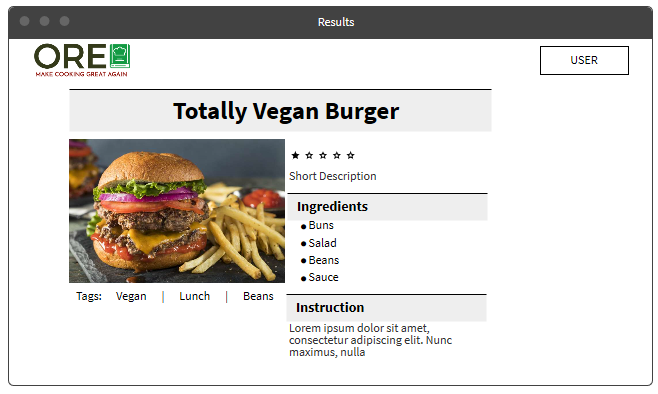 Results
ORE
MAKE COOKING GREAT AGAIN
USER
Totally Vegan Burger
Short Description
Ingredients
Buns
Salad
Beans
Sauce
Tags: Vegan | Lunch | Beans
Instruction
Lorem ipsum dolor sit amet,
consectetur adipiscing elit. Nunc
maximus, nulla